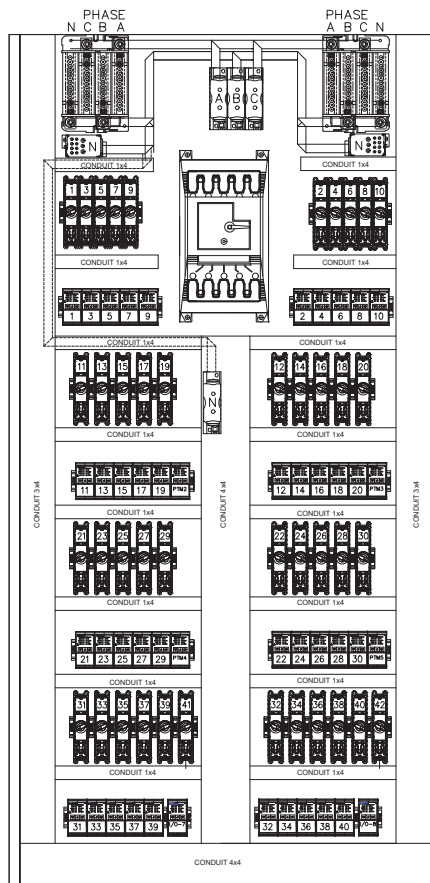 PHASE
N C B A
PHASE
A B C N
A B C
N
N
CONDUIT 1x4
CONDUIT 1x4
1 3 5 7 9
2 4 6 8 10
CONDUIT 1x4
CONDUIT 1x4
1 3 5 7 9
2 4 6 8 10
CONDUIT 1x4
CONDUIT 1x4
11 13 15 17 19
12 14 16 18 20
N
CONDUIT 1x4
CONDUIT 1x4
11 13 15 17 19 PTM2
12 14 16 18 20 PTM3
CONDUIT 3x4
CONDUIT 4x4
CONDUIT 3x4
CONDUIT 1x4
CONDUIT 1x4
21 23 25 27 29
22 24 26 28 30
CONDUIT 1x4
CONDUIT 1x4
21 23 25 27 29 PTM4
22 24 26 28 30 PTM5
CONDUIT 1x4
CONDUIT 1x4
31 33 35 37 39 41
32 34 36 38 40 42
CONDUIT 1x4
CONDUIT 1x4
31 33 35 37 39 I/O-7
32 34 36 38 40 I/O-8
CONDUIT 4x4